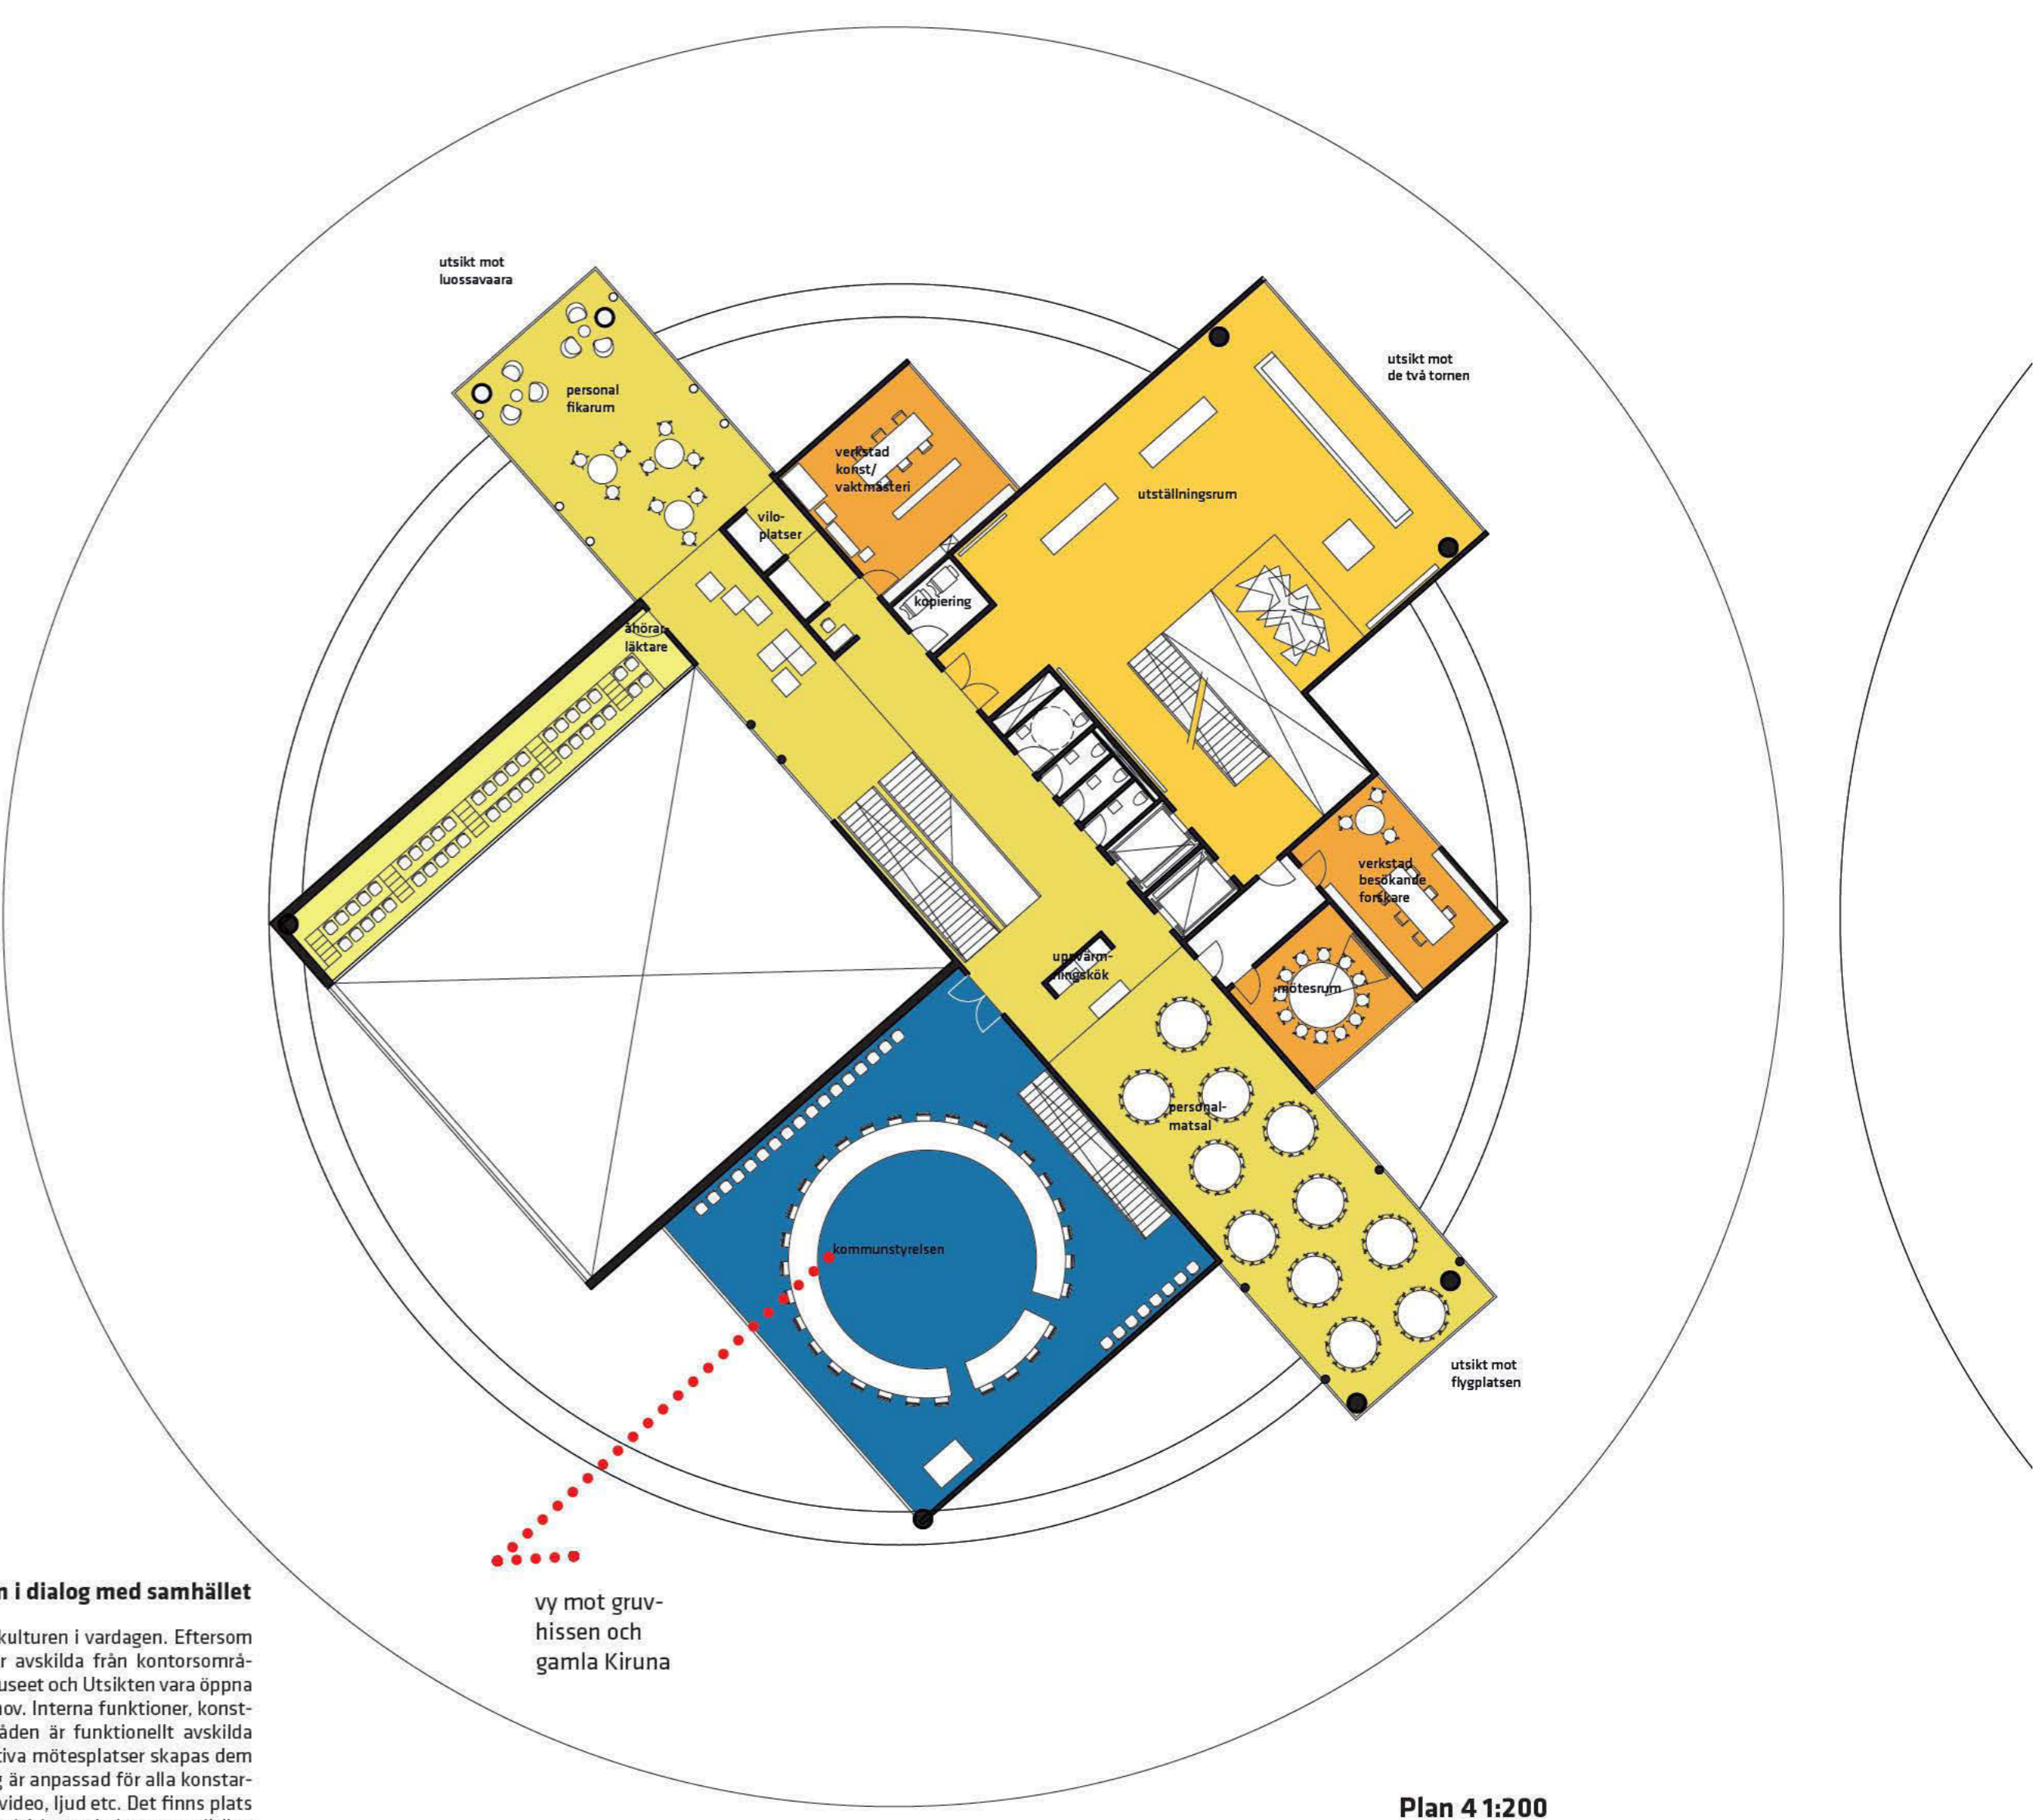 utsikt mot
luossavaara
personal
fikarum
utsikt mot
de två tornen
verkstad
konst/
vaktmästeri
utställningsrum
vilo-
platser
kopiering
åhörar-
läktare
verkstad
besökande
forskare
uppvärm-
ningskök
mötesrum
personal-
matsal
kommunstyrelsen
utsikt mot
flygplatsen
vy mot gruv-
hissen och
gamla Kiruna
n i dialog med samhället
kulturen i vardagen. Eftersom
r avskilda från kontorsområ-
useet och Utsikten vara öppna
nov. Interna funktioner, konst-
åden är funktionellt avskilda
tiva mötesplatser skapas dem
g är anpassad för alla konstar-
video, ljud etc. Det finns plats
Plan 4 1:200